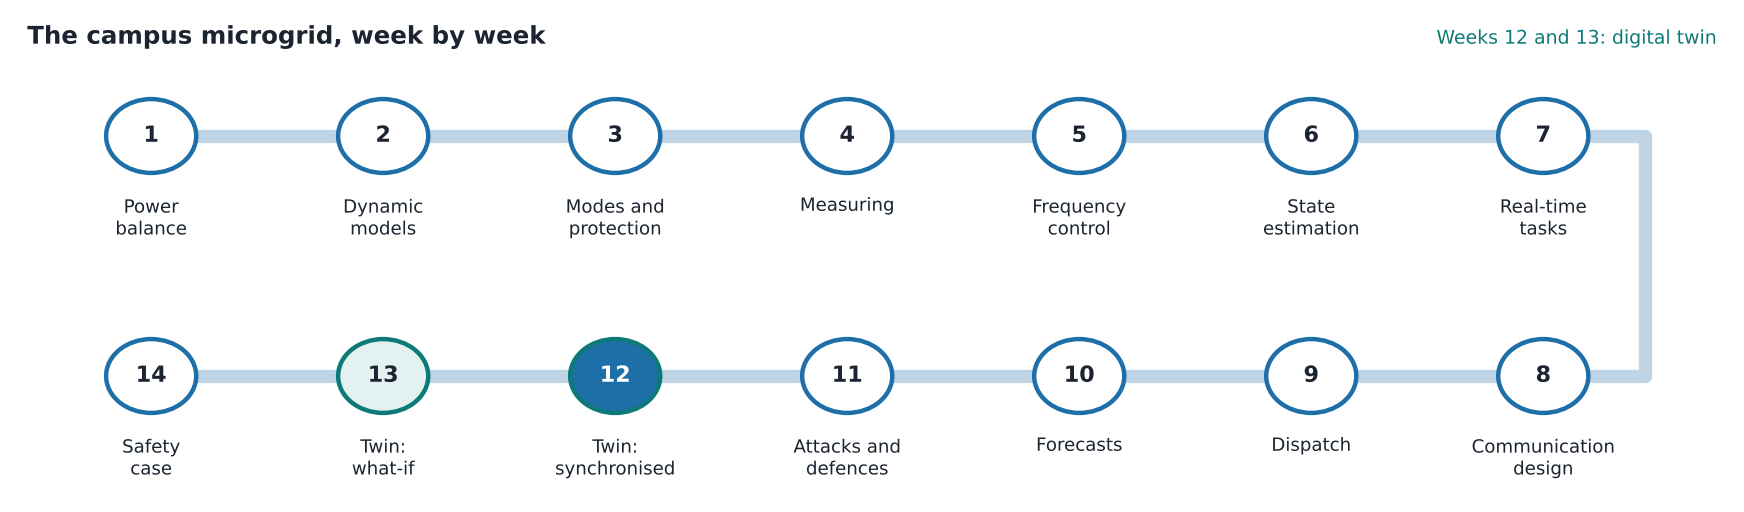 The campus microgrid, week by week
Weeks 12 and 13: digital twin
1
2
3
4
5
6
7
Power
balance
Dynamic
models
Modes and
protection
Measuring
Frequency
control
State
estimation
Real-time
tasks
14
13
12
11
10
9
8
Safety
case
Twin:
what-if
Twin:
synchronised
Attacks and
defences
Forecasts
Dispatch
Communication
design